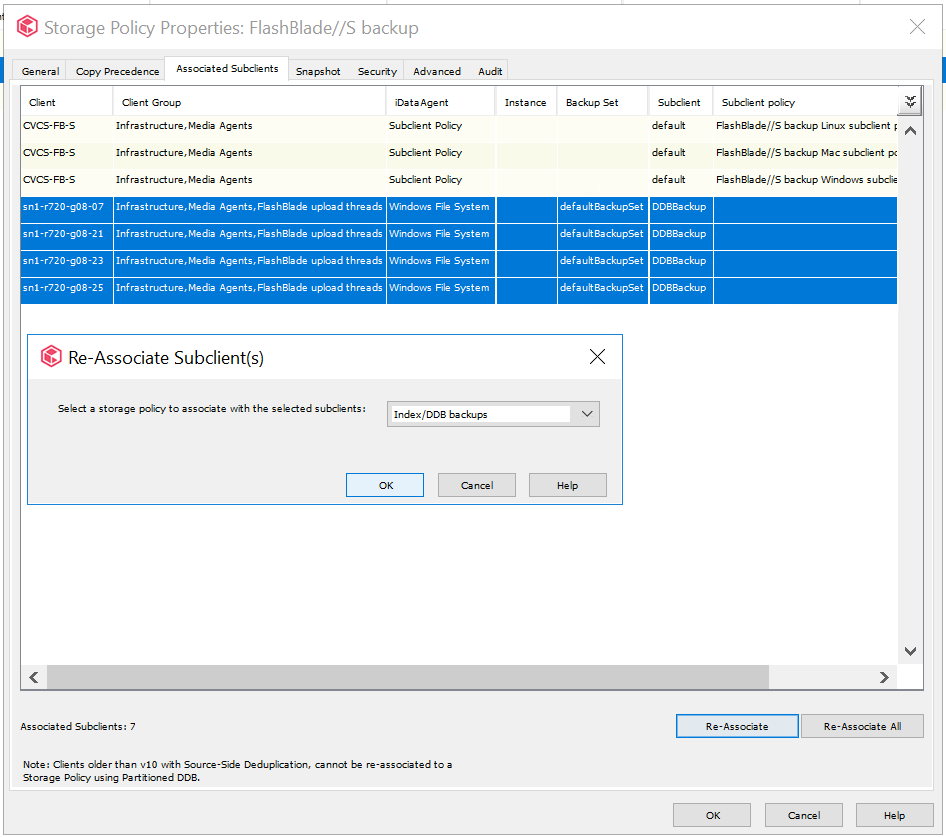 Storage Policy Properties: FlashBlade//S backup
General Copy Precedence Associated Subclients Snapshot Security Advanced Audit
Client Client Group iDataAgent Instance Backup Set Subclient Subclient policy
CVCS-FB-S Infrastructure,Media Agents Subclient Policy default FlashBlade//S backup Linux subclient
CVCS-FB-S Infrastructure,Media Agents Subclient Policy default FlashBlade//S backup Mac subclient
CVCS-FB-S Infrastructure,Media Agents Subclient Policy default FlashBlade//S backup Windows
sn1-r720-g08-07 Infrastructure,Media Agents,FlashBlade upload threads Windows File System defaultBackupSet DDBBackup
sn1-r720-g08-21 Infrastructure,Media Agents,FlashBlade upload threads Windows File System defaultBackupSet DDBBackup
sn1-r720-g08-23 Infrastructure,Media Agents,FlashBlade upload threads Windows File System defaultBackupSet DDBBackup
sn1-r720-g08-25 Infrastructure,Media Agents,FlashBlade upload threads Windows File System defaultBackupSet DDBBackup
Re-Associate Subclient(s)
Select a storage policy to associate with the selected subclients: Index/DDB backups
OK Cancel Help
Associated Subclients: 7
Re-Associate Re-Associate All
Note: Clients older than v10 with Source-Side Deduplication, cannot be re-associated to a
Storage Policy using Partitioned DDB.
OK Cancel Help